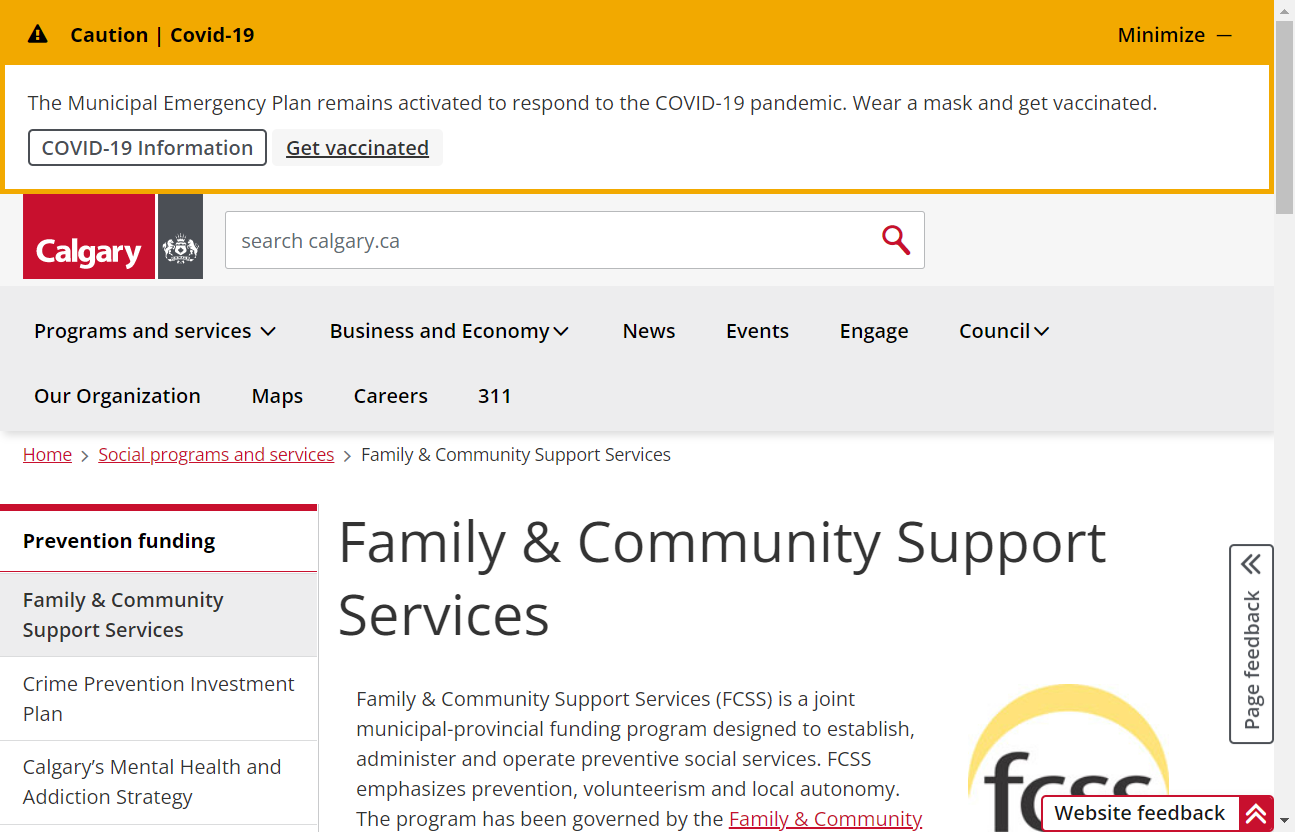 Caution | Covid-19
Minimize
The Municipal Emergency Plan remains activated to respond to the COVID-19 pandemic. Wear a mask and get vaccinated.
COVID-19 Information
Get vaccinated
Calgary
search calgary.ca
Programs and services
Business and Economy
News
Events
Engage
Council
Our Organization
Maps
Careers
311
Home > Social programs and services > Family & Community Support Services
Prevention funding
Family & Community
Support Services
Crime Prevention Investment
Plan
Calgary’s Mental Health and
Addiction Strategy
Family & Community Support
Services
Family & Community Support Services (FCSS) is a joint
municipal-provincial funding program designed to establish,
administer and operate preventive social services. FCSS
emphasizes prevention, volunteerism and local autonomy.
The program has been governed by the Family & Community
fcss
Page feedback
Website feedback